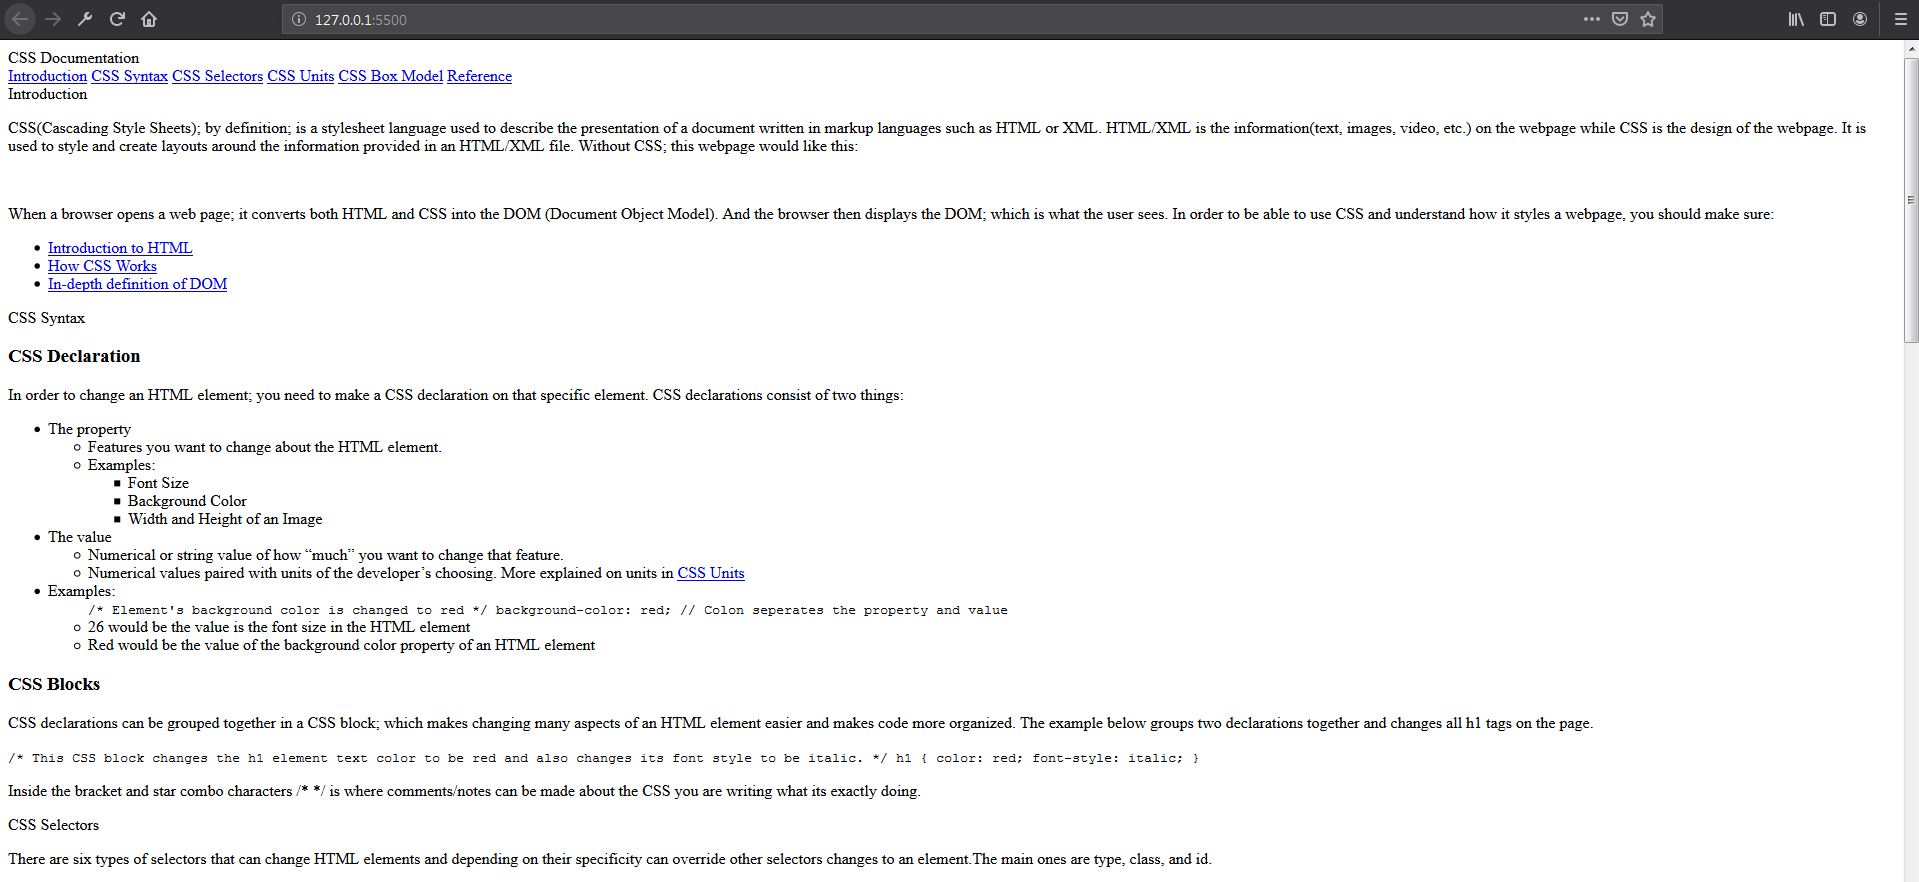 127.0.0.1:5500
CSS Documentation
Introduction CSS Syntax CSS Selectors CSS Units CSS Box Model Reference
Introduction
CSS(Cascading Style Sheets); by definition; is a stylesheet language used to describe the presentation of a document written in markup languages such as HTML or XML. HTML/XML is the information(text, images, video, etc.) on the webpage while CSS is the design of the webpage. It is
used to style and create layouts around the information provided in an HTML/XML file. Without CSS; this webpage would like this:
When a browser opens a web page; it converts both HTML and CSS into the DOM (Document Object Model). And the browser then displays the DOM; which is what the user sees. In order to be able to use CSS and understand how it styles a webpage, you should make sure:
Introduction to HTML
How CSS Works
In-depth definition of DOM
CSS Syntax
CSS Declaration
In order to change an HTML element; you need to make a CSS declaration on that specific element. CSS declarations consist of two things:
The property
Features you want to change about the HTML element.
Examples:
Font Size
Background Color
Width and Height of an Image
The value
Numerical or string value of how “much” you want to change that feature.
Numerical values paired with units of the developer’s choosing. More explained on units in CSS Units
Examples:
/* Element's background color is changed to red */ background-color: red; // Colon seperates the property and value
26 would be the value is the font size in the HTML element
Red would be the value of the background color property of an HTML element
CSS Blocks
CSS declarations can be grouped together in a CSS block; which makes changing many aspects of an HTML element easier and makes code more organized. The example below groups two declarations together and changes all h1 tags on the page.
/* This CSS block changes the h1 element text color to be red and also changes its font style to be italic. */ h1 { color: red; font-style: italic; }
Inside the bracket and star combo characters /* */ is where comments/notes can be made about the CSS you are writing what its exactly doing.
CSS Selectors
There are six types of selectors that can change HTML elements and depending on their specificity can override other selectors changes to an element.The main ones are type, class, and id.